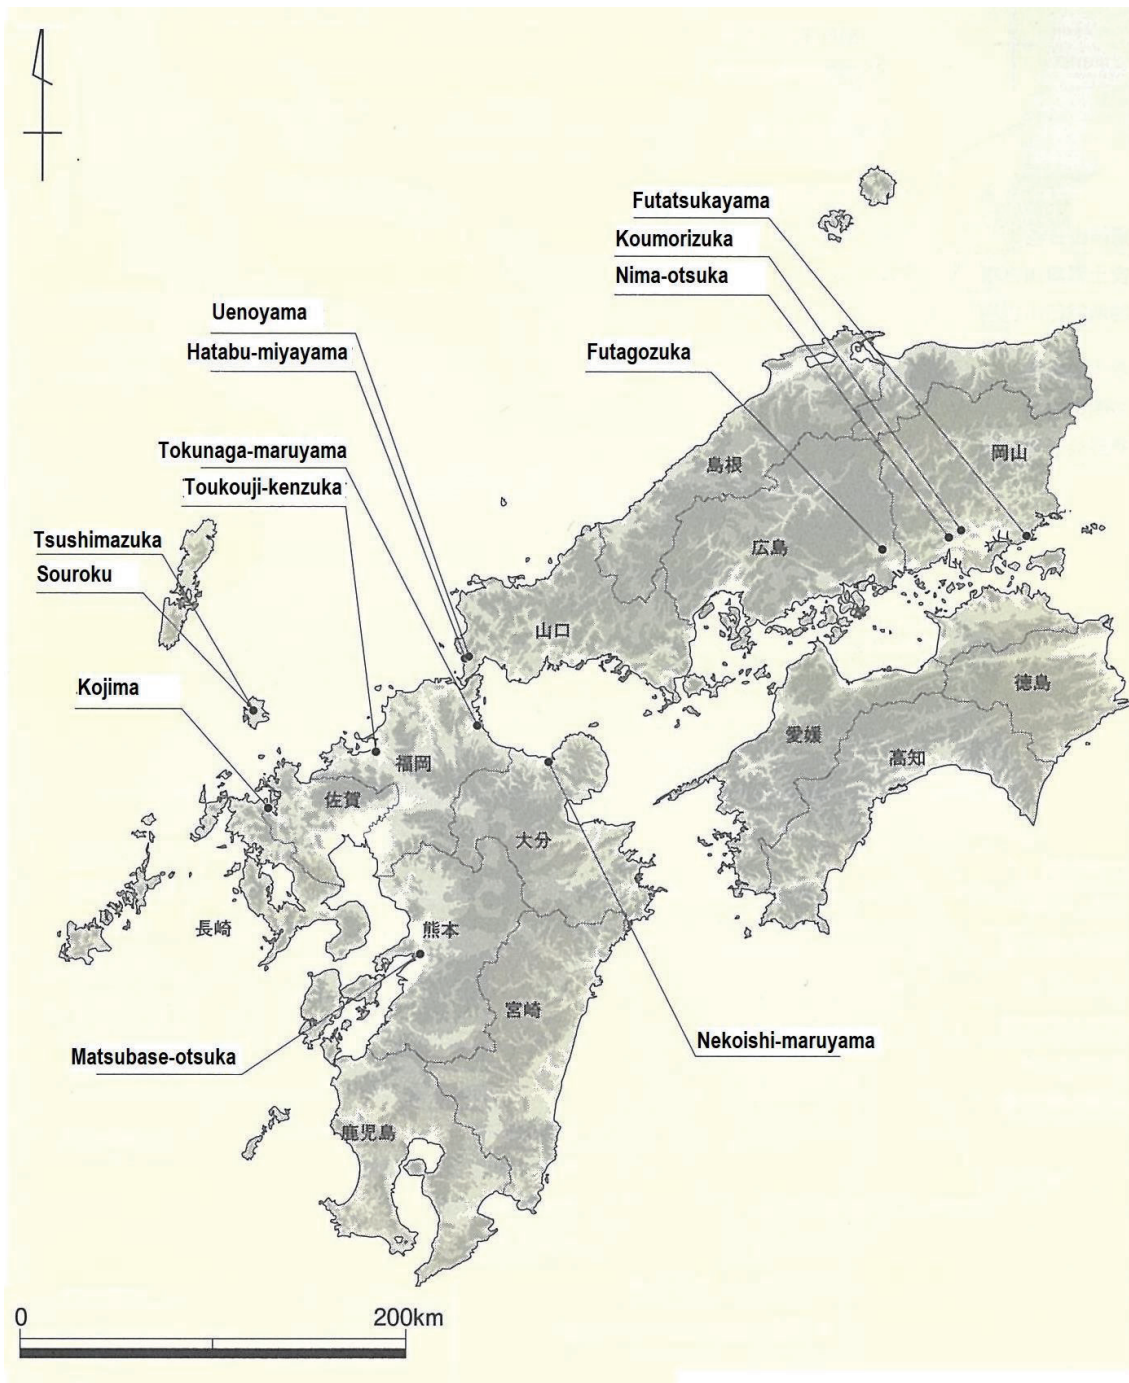 Futatsukayama
Koumorizuka
Nima-otsuka
Uenoyama
Hatabu-miyayama
Futagozuka
Tokunaga-maruyama
Toukouji-kenzuka
Tsushimazuka
Souroku
Kojima
島根
岡山
広島
山口
徳島
愛媛
高知
福岡
佐賀
大分
長崎
熊本
宮崎
Matsubase-otsuka
Nekoishi-maruyama
鹿児島
0
200km